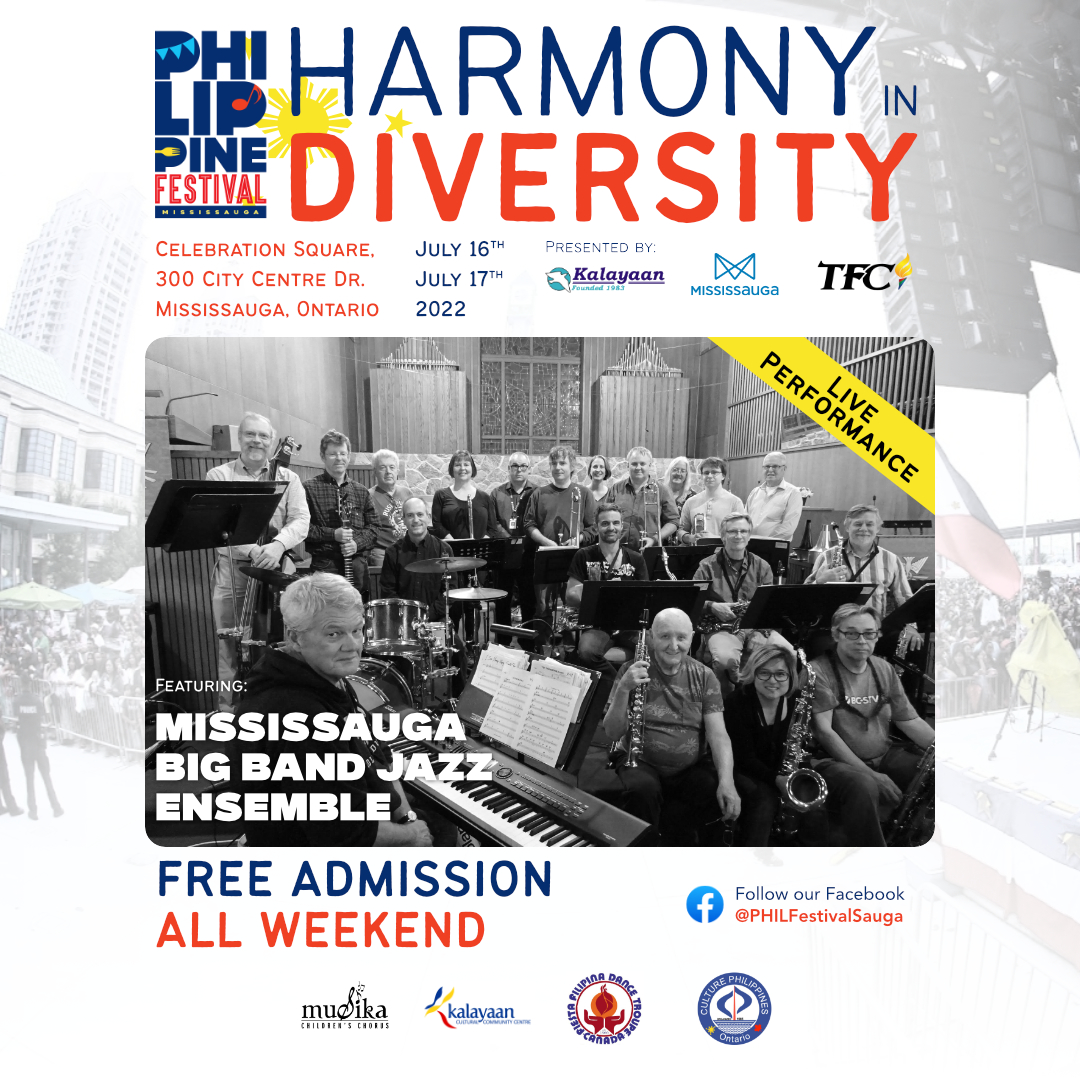 PHI
LIP
PINE
FESTIVAL
MISSISSAUGA
HARMONY IN
DIVERSITY
Celebration Square,
300 City Centre Dr.
Mississauga, Ontario
July 16TH
July 17TH
2022
Presented by:
Kalayaan
Founded 1983
MISSISSAUGA
TFC
Live
Performance
Featuring:
MISSISSAUGA
BIG BAND JAZZ
ENSEMBLE
FREE ADMISSION
ALL WEEKEND
Follow our Facebook
@PHILFestivalSauga
musika
CHILDREN'S CHORUS
kalayaan
CULTURAL COMMUNITY CENTRE
FIESTA FILIPINA DANCE TROUPE
CANADA
CULTURE PHILIPPINES
Ontario